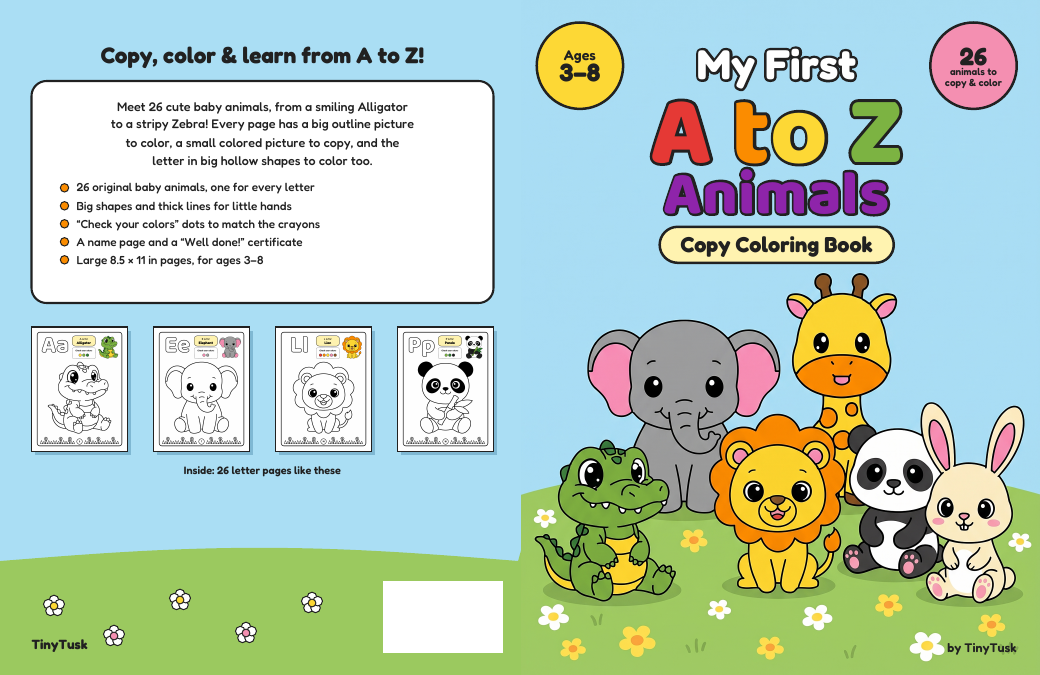 Copy, color & learn from A to Z!
Meet 26 cute baby animals, from a smiling Alligator
to a stripy Zebra! Every page has a big outline picture
to color, a small colored picture to copy, and the
letter in big hollow shapes to color too.
26 original baby animals, one for every letter
Big shapes and thick lines for little hands
“Check your colors” dots to match the crayons
A name page and a “Well done!” certificate
Large 8.5 × 11 in pages, for ages 3–8
Aa
Alligator
Ee
Elephant
Ll
Lion
Pp
Panda
Inside: 26 letter pages like these
TinyTusk
Ages
3–8
My First
A to Z
Animals
Copy Coloring Book
26
animals to
copy & color
by TinyTusk